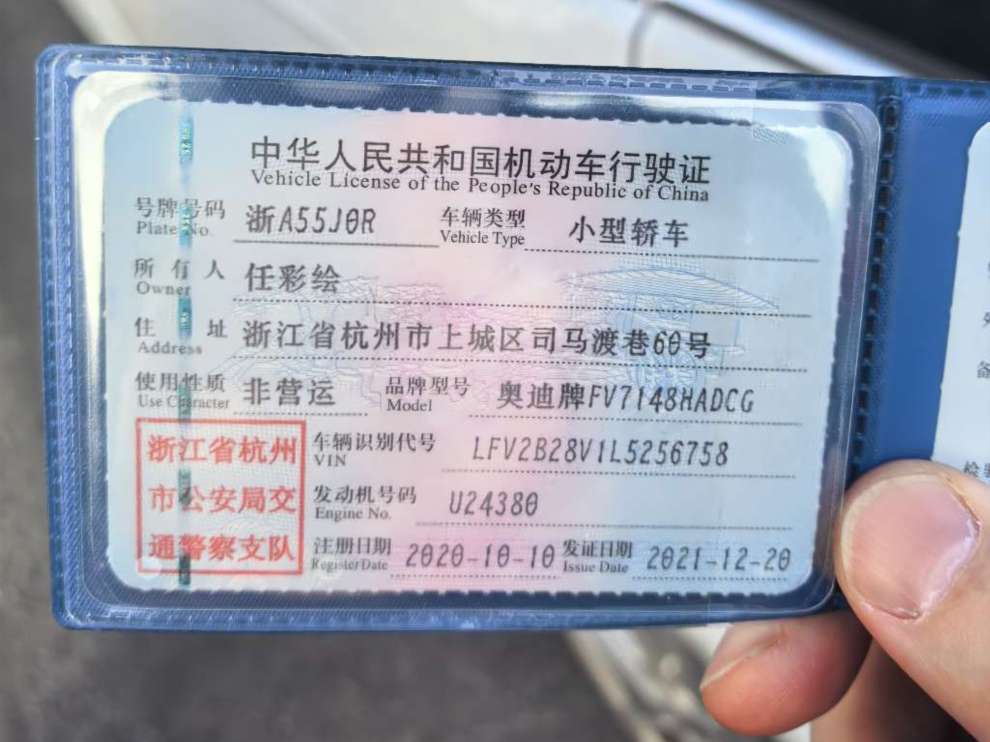 中华人民共和国机动车行驶证
Vehicle License of the People's Republic of China
号牌号码 浙A55J0R 车辆类型 小型轿车
Plate No. Vehicle Type
所有人 任彩绘
Owner
住址 浙江省杭州市上城区司马渡巷60号
Address
使用性质 非营运 品牌型号 奥迪牌FV7148HADCG
Use Character Model
浙江省杭州
市公安局交
通警察支队
车辆识别代号 LFV2B28V1L5256758
VIN
发动机号码 U24380
Engine No.
注册日期 2020-10-10 发证日期 2021-12-20
Register Date Issue Date
备
检验